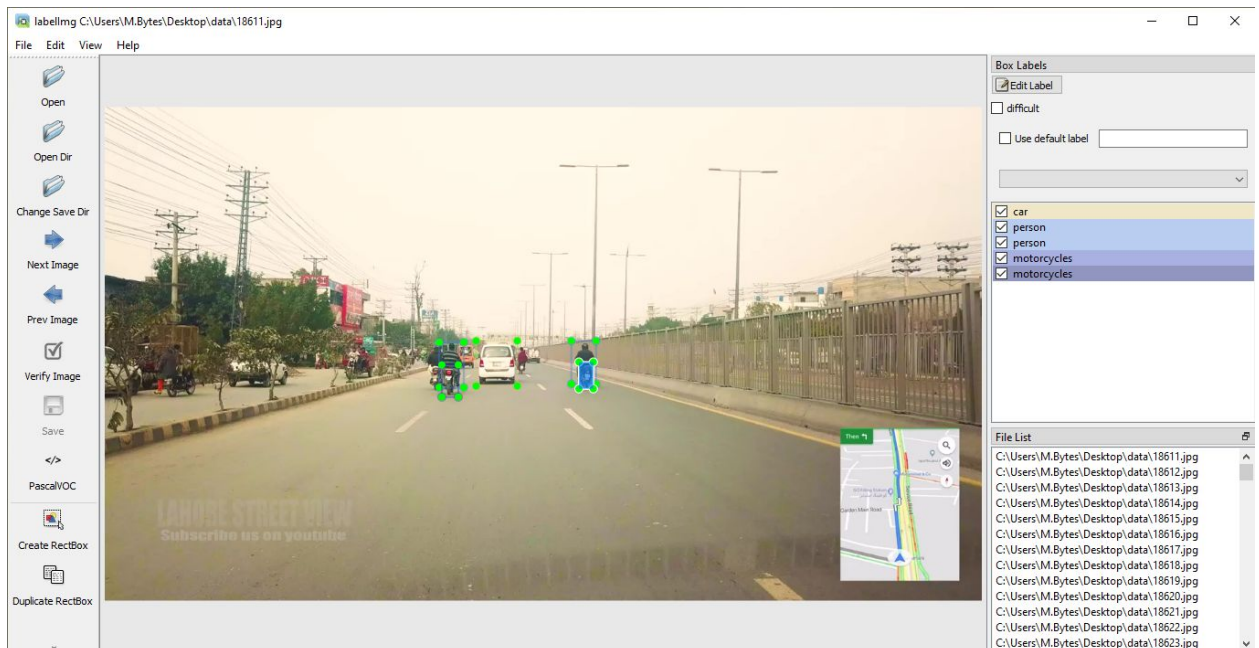 labelImg C:\Users\M.Bytes\Desktop\data\18611.jpg
File Edit View Help
Open
Open Dir
Change Save Dir
Next Image
Prev Image
Verify Image
Save
</>
PascalVOC
Create RectBox
Duplicate RectBox
LAHORE STREET VIEW
Subscribe us on youtube
Then
Garden Main Road
Box Labels
Edit Label
difficult
Use default label
car
person
person
motorcycles
motorcycles
File List
C:\Users\M.Bytes\Desktop\data\18611.jpg
C:\Users\M.Bytes\Desktop\data\18612.jpg
C:\Users\M.Bytes\Desktop\data\18613.jpg
C:\Users\M.Bytes\Desktop\data\18614.jpg
C:\Users\M.Bytes\Desktop\data\18615.jpg
C:\Users\M.Bytes\Desktop\data\18616.jpg
C:\Users\M.Bytes\Desktop\data\18617.jpg
C:\Users\M.Bytes\Desktop\data\18618.jpg
C:\Users\M.Bytes\Desktop\data\18619.jpg
C:\Users\M.Bytes\Desktop\data\18620.jpg
C:\Users\M.Bytes\Desktop\data\18621.jpg
C:\Users\M.Bytes\Desktop\data\18622.jpg
C:\Users\M.Bytes\Desktop\data\18623.jpg